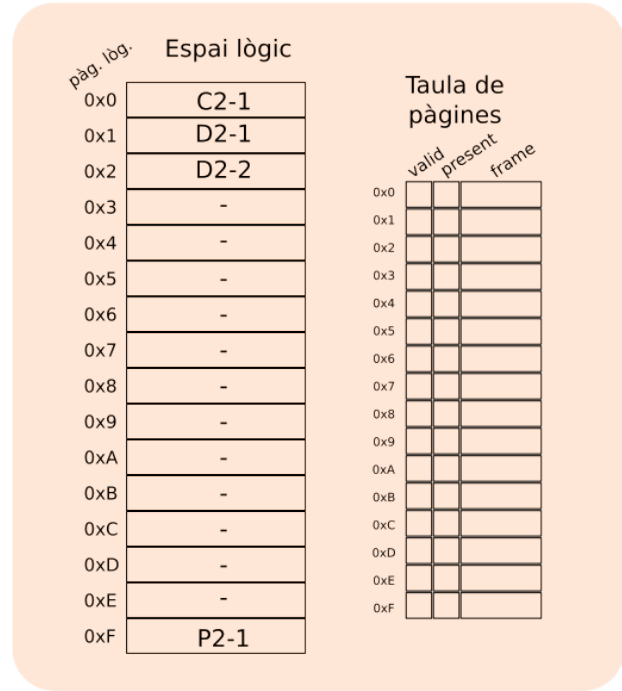 pàg. lòg.
Espai lògic
0x0 C2-1
0x1 D2-1
0x2 D2-2
0x3 -
0x4 -
0x5 -
0x6 -
0x7 -
0x8 -
0x9 -
0xA -
0xB -
0xC -
0xD -
0xE -
0xF P2-1
Taula de
pàgines
valid present frame
0x0
0x1
0x2
0x3
0x4
0x5
0x6
0x7
0x8
0x9
0xA
0xB
0xC
0xD
0xE
0xF